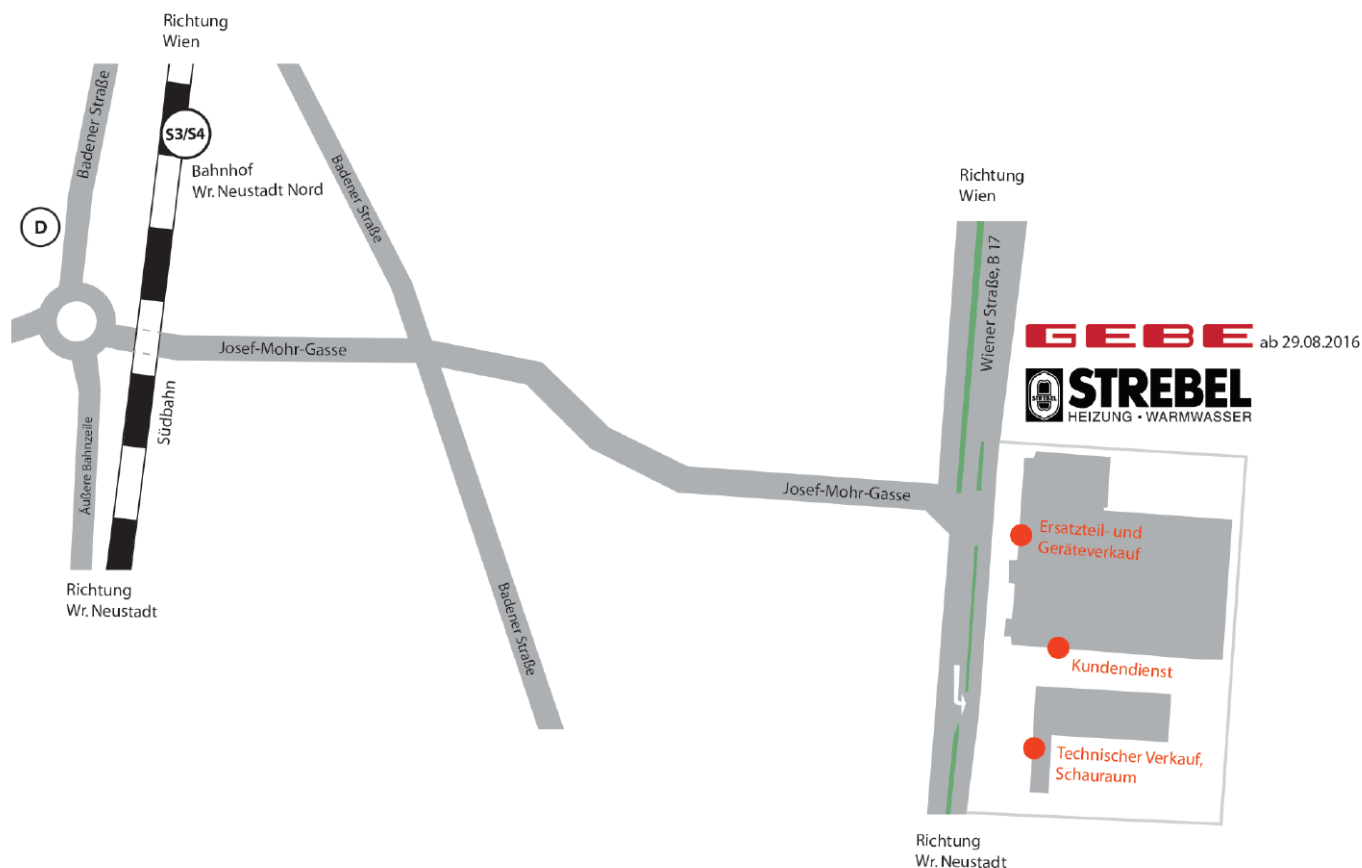 Richtung
Wien
Badener Straße
S3/S4
Bahnhof
Wr. Neustadt Nord
D
Badener Straße
Josef-Mohr-Gasse
Südbahn
Äußere Bahnzeile
Richtung
Wr. Neustadt
Badener Straße
Richtung
Wien
Wiener Straße, B 17
GEBE ab 29.08.2016
STREBEL
STREBEL
HEIZUNG • WARMWASSER
Josef-Mohr-Gasse
Ersatzteil- und
Geräteverkauf
Kundendienst
Technischer Verkauf,
Schauraum
Richtung
Wr. Neustadt